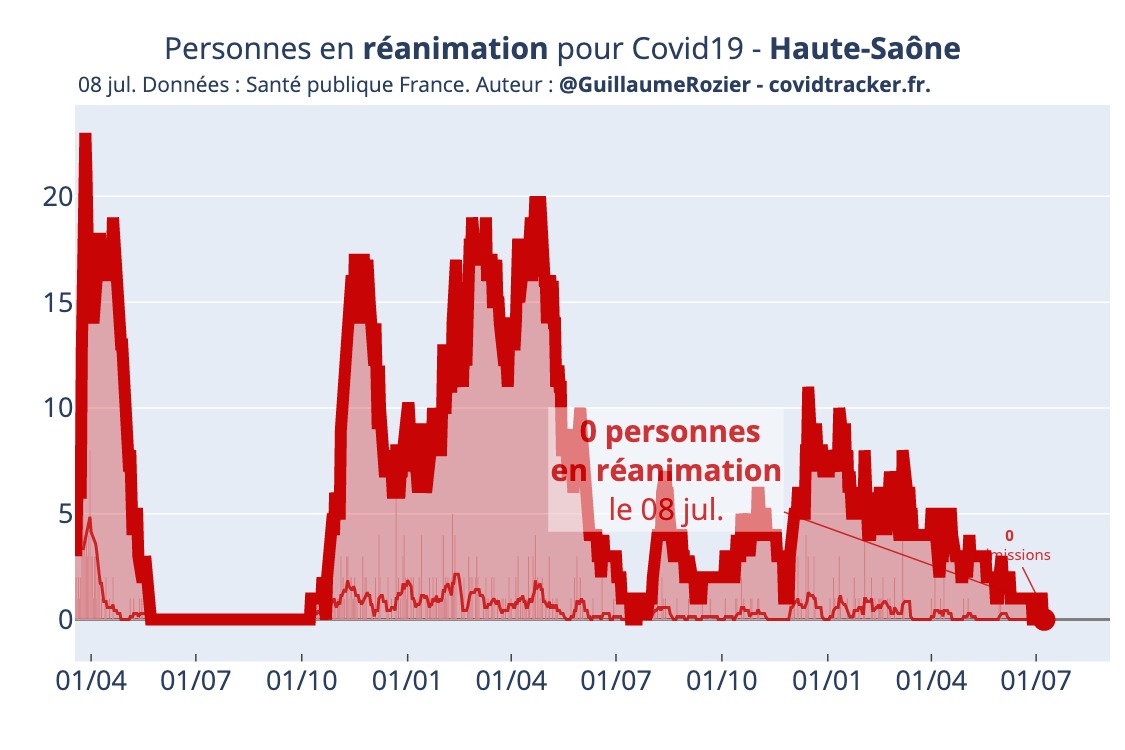 Personnes en réanimation pour Covid19 - Haute-Saône
08 jul. Données : Santé publique France. Auteur : @GuillaumeRozier - covidtracker.fr.
20
15
10
5
0
0 personnes
en réanimation
le 08 jul.
0
01/04 01/07 01/10 01/01 01/04 01/07 01/10 01/01 01/04 01/07